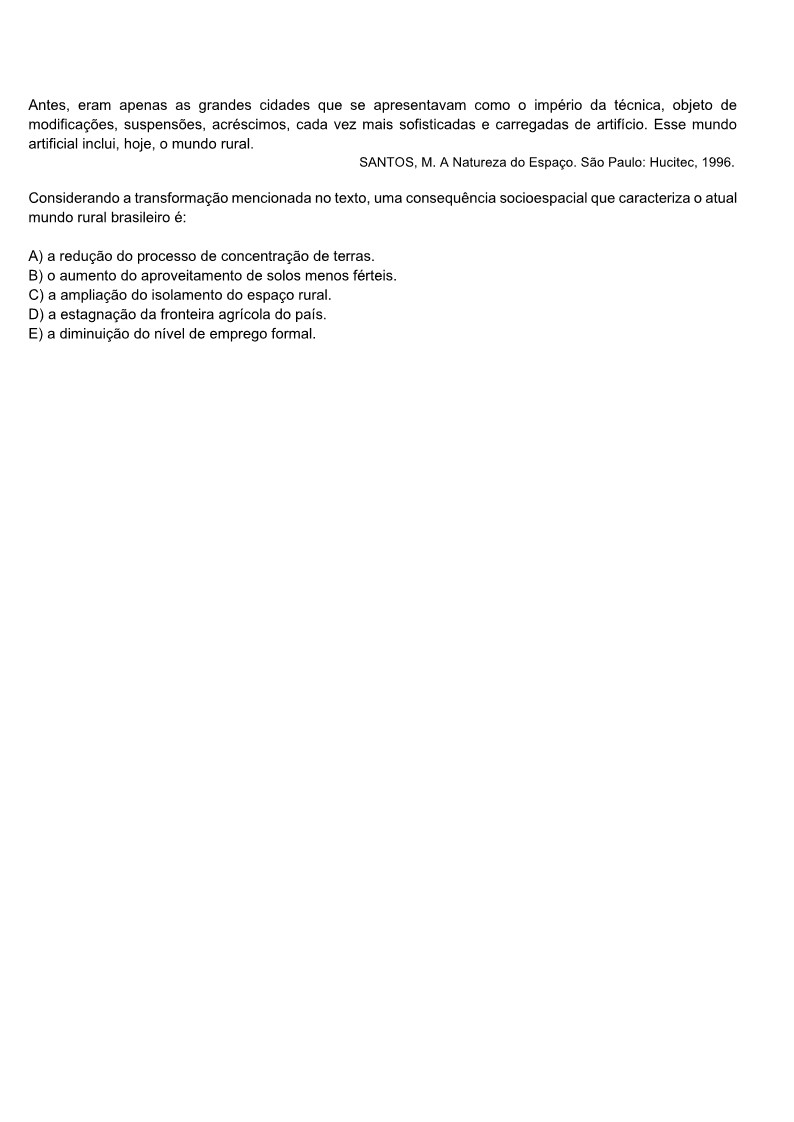 Antes, eram apenas as grandes cidades que se apresentavam como o império da técnica, objeto de
modificações, suspensões, acréscimos, cada vez mais sofisticadas e carregadas de artifício. Esse mundo
artificial inclui, hoje, o mundo rural.
SANTOS, M. A Natureza do Espaço. São Paulo: Hucitec, 1996.
Considerando a transformação mencionada no texto, uma consequência socioespacial que caracteriza o atual
mundo rural brasileiro é:
A) a redução do processo de concentração de terras.
B) o aumento do aproveitamento de solos menos férteis.
C) a ampliação do isolamento do espaço rural.
D) a estagnação da fronteira agrícola do país.
E) a diminuição do nível de emprego formal.